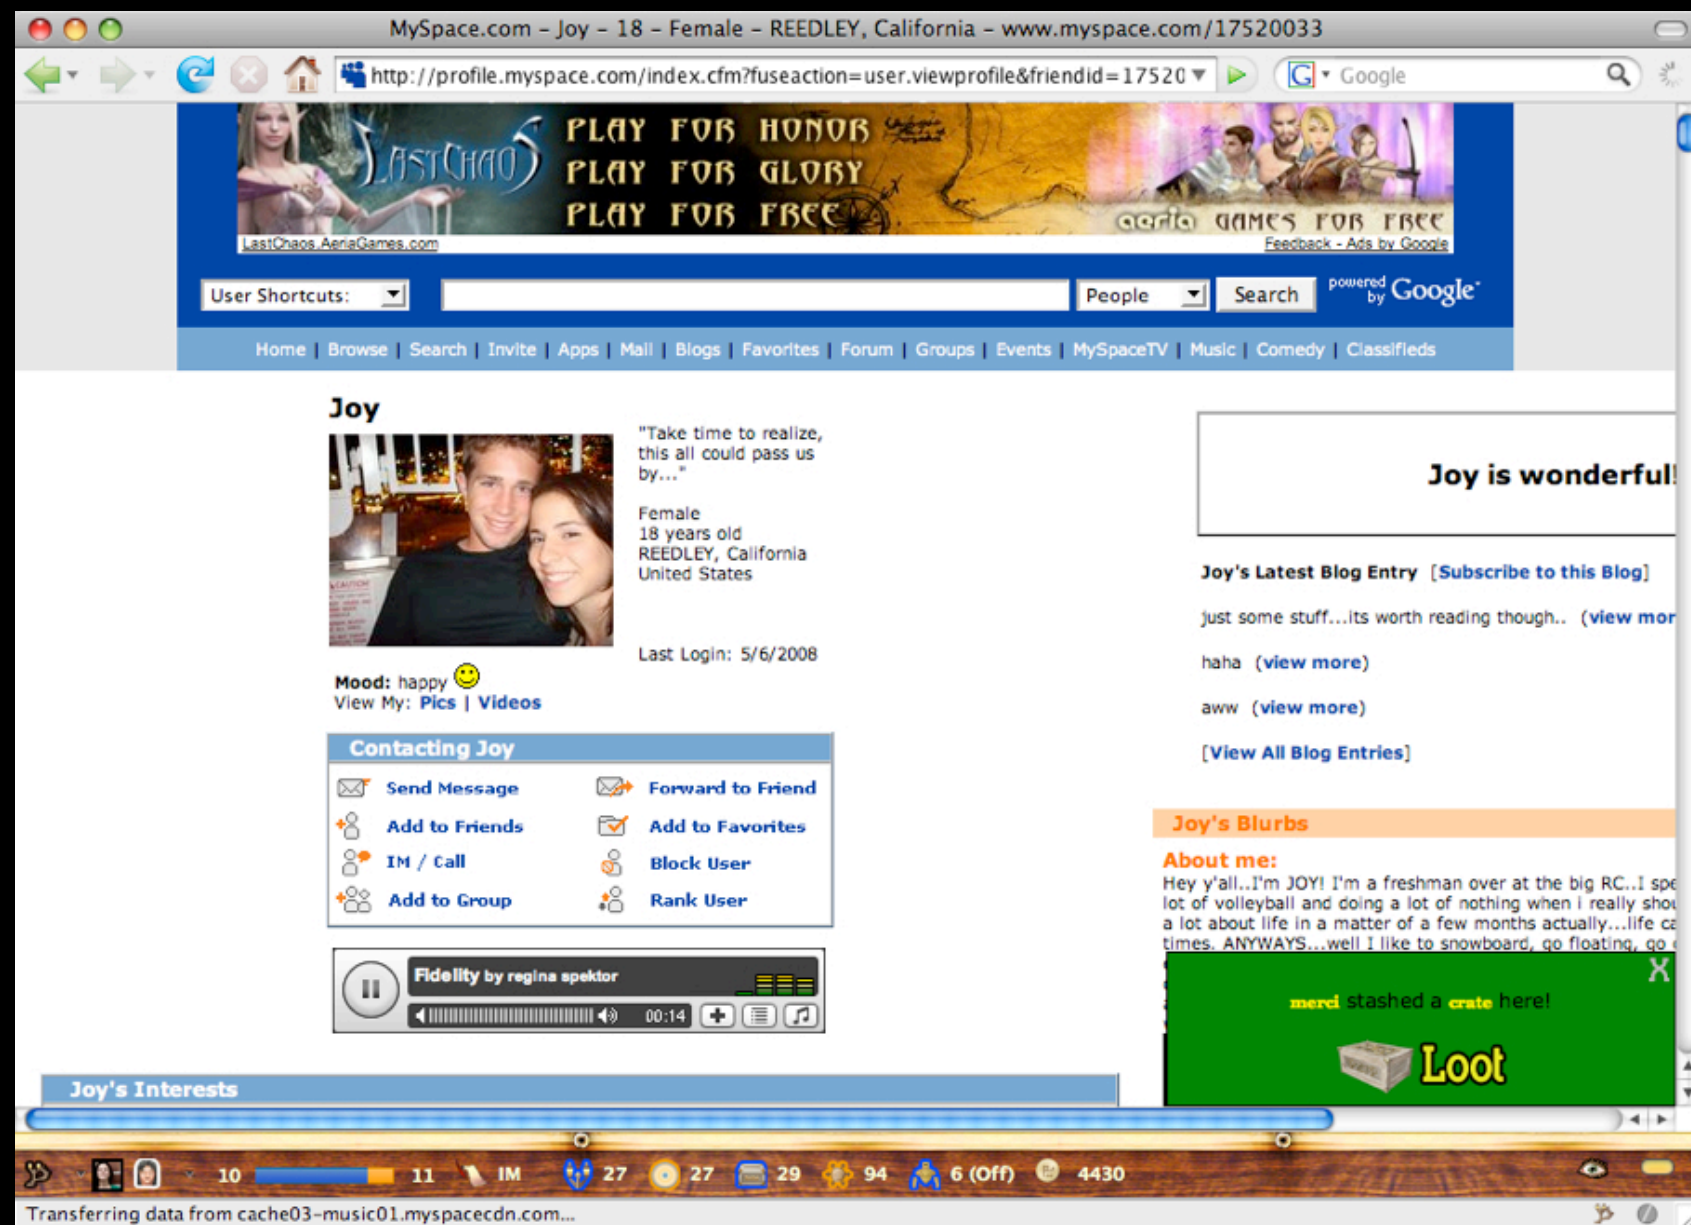 MySpace.com – Joy – 18 – Female – REEDLEY, California – www.myspace.com/17520033
http://profile.myspace.com/index.cfm?fuseaction=user.viewprofile&friendid=1752
Google
LASTCHAOS
PLAY FOR HONOR
PLAY FOR GLORY
PLAY FOR FREE
aeria GAMES FOR FREE
LastChaos.AeriaGames.com
Feedback - Ads by Google
User Shortcuts:
People
Search
powered by Google
Home | Browse | Search | Invite | Apps | Mail | Blogs | Favorites | Forum | Groups | Events | MySpaceTV | Music | Comedy | Classifieds
Joy
"Take time to realize,
this all could pass us
by..."
Female
18 years old
REEDLEY, California
United States
Last Login: 5/6/2008
CAUTION
Mood: happy
View My: Pics | Videos
Contacting Joy
Send Message
Forward to Friend
Add to Friends
Add to Favorites
IM / Call
Block User
Add to Group
Rank User
Fidelity by regina spektor
00:14
Joy's Interests
Joy is wonderful!
Joy's Latest Blog Entry [Subscribe to this Blog]
just some stuff...its worth reading though.. (view mor
haha (view more)
aww (view more)
[View All Blog Entries]
Joy's Blurbs
About me:
Hey y'all..I'm JOY! I'm a freshman over at the big RC..I spe
lot of volleyball and doing a lot of nothing when i really shou
a lot about life in a matter of a few months actually...life ca
times. ANYWAYS...well I like to snowboard, go floating, go
X
merci stashed a crate here!
Loot
10
11
IM
27
27
29
94
6 (Off)
4430
Transferring data from cache03-music01.myspacecdn.com...